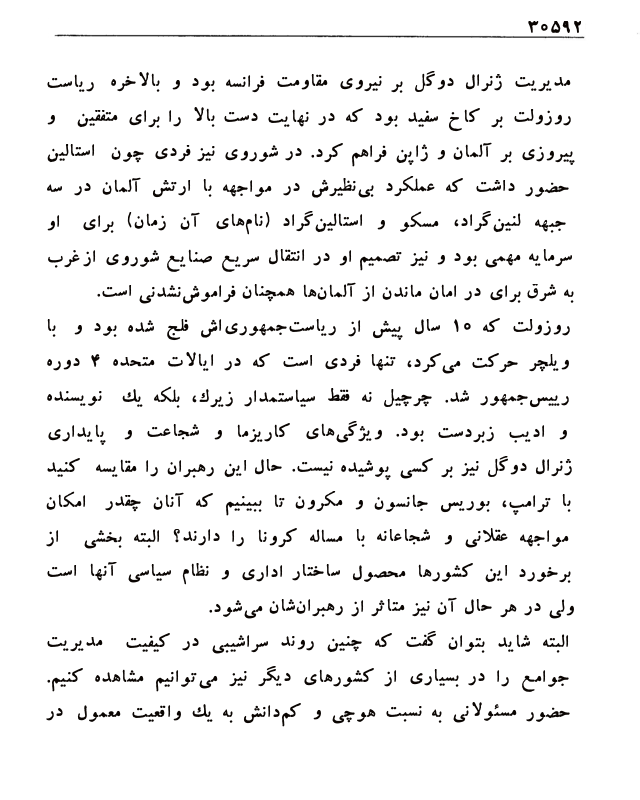 ۳۰۵۹۲
مدیریت ژنرال دوگل بر نیروی مقاومت فرانسه بود و بالاخره ریاست
روزولت بر کاخ سفید بود که در نهایت دست بالا را برای متفقین و
پیروزی بر آلمان و ژاپن فراهم کرد. در شوروی نیز فردی چون استالین
حضور داشت که عملکرد بی‌نظیرش در مواجهه با ارتش آلمان در سه
جبهه لنین‌گراد، مسکو و استالین‌گراد (نام‌های آن زمان) برای او
سرمایه مهمی بود و نیز تصمیم او در انتقال سریع صنایع شوروی از غرب
به شرق برای در امان ماندن از آلمان‌ها همچنان فراموش‌نشدنی است.
روزولت که ۱۰ سال پیش از ریاست‌جمهوری‌اش فلج شده بود و با
ویلچر حرکت می‌کرد، تنها فردی است که در ایالات متحده ۴ دوره
رییس‌جمهور شد. چرچیل نه فقط سیاستمدار زیرك، بلکه یك نویسنده
و ادیب زبردست بود. ویژگی‌های کاریزما و شجاعت و پایداری
ژنرال دوگل نیز بر کسی پوشیده نیست. حال این رهبران را مقایسه کنید
با ترامپ، بوریس جانسون و مکرون تا ببینیم که آنان چقدر امکان
مواجهه عقلانی و شجاعانه با مساله کرونا را دارند؟ البته بخشی از
برخورد این کشورها محصول ساختار اداری و نظام سیاسی آنها است
ولی در هر حال آن نیز متاثر از رهبران‌شان می‌شود.
البته شاید بتوان گفت که چنین روند سراشیبی در کیفیت مدیریت
جوامع را در بسیاری از کشورهای دیگر نیز می‌توانیم مشاهده کنیم.
حضور مسئولانی به نسبت هوچی و کم‌دانش به یك واقعیت معمول در